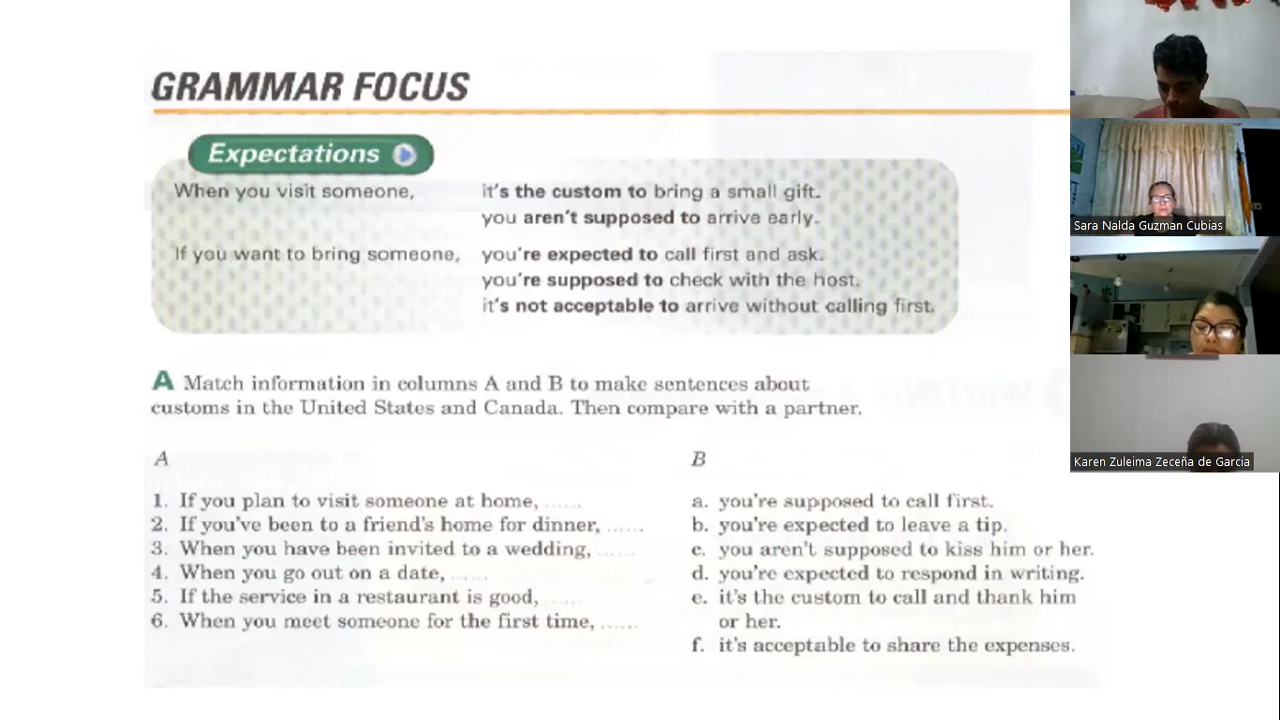 GRAMMAR FOCUS
Expectations
When you visit someone, it's the custom to bring a small gift.
you aren't supposed to arrive early.
If you want to bring someone, you're expected to call first and ask.
you're supposed to check with the host.
it's not acceptable to arrive without calling first.
A Match information in columns A and B to make sentences about
customs in the United States and Canada. Then compare with a partner.
A
1. If you plan to visit someone at home, ......
2. If you've been to a friend's home for dinner, ......
3. When you have been invited to a wedding, ......
4. When you go out on a date, ......
5. If the service in a restaurant is good, ......
6. When you meet someone for the first time, ......
B
a. you're supposed to call first.
b. you're expected to leave a tip.
c. you aren't supposed to kiss him or her.
d. you're expected to respond in writing.
e. it's the custom to call and thank him
or her.
f. it's acceptable to share the expenses.
Sara Nalda Guzman Cubias
Karen Zuleima Zeceña de Garcia